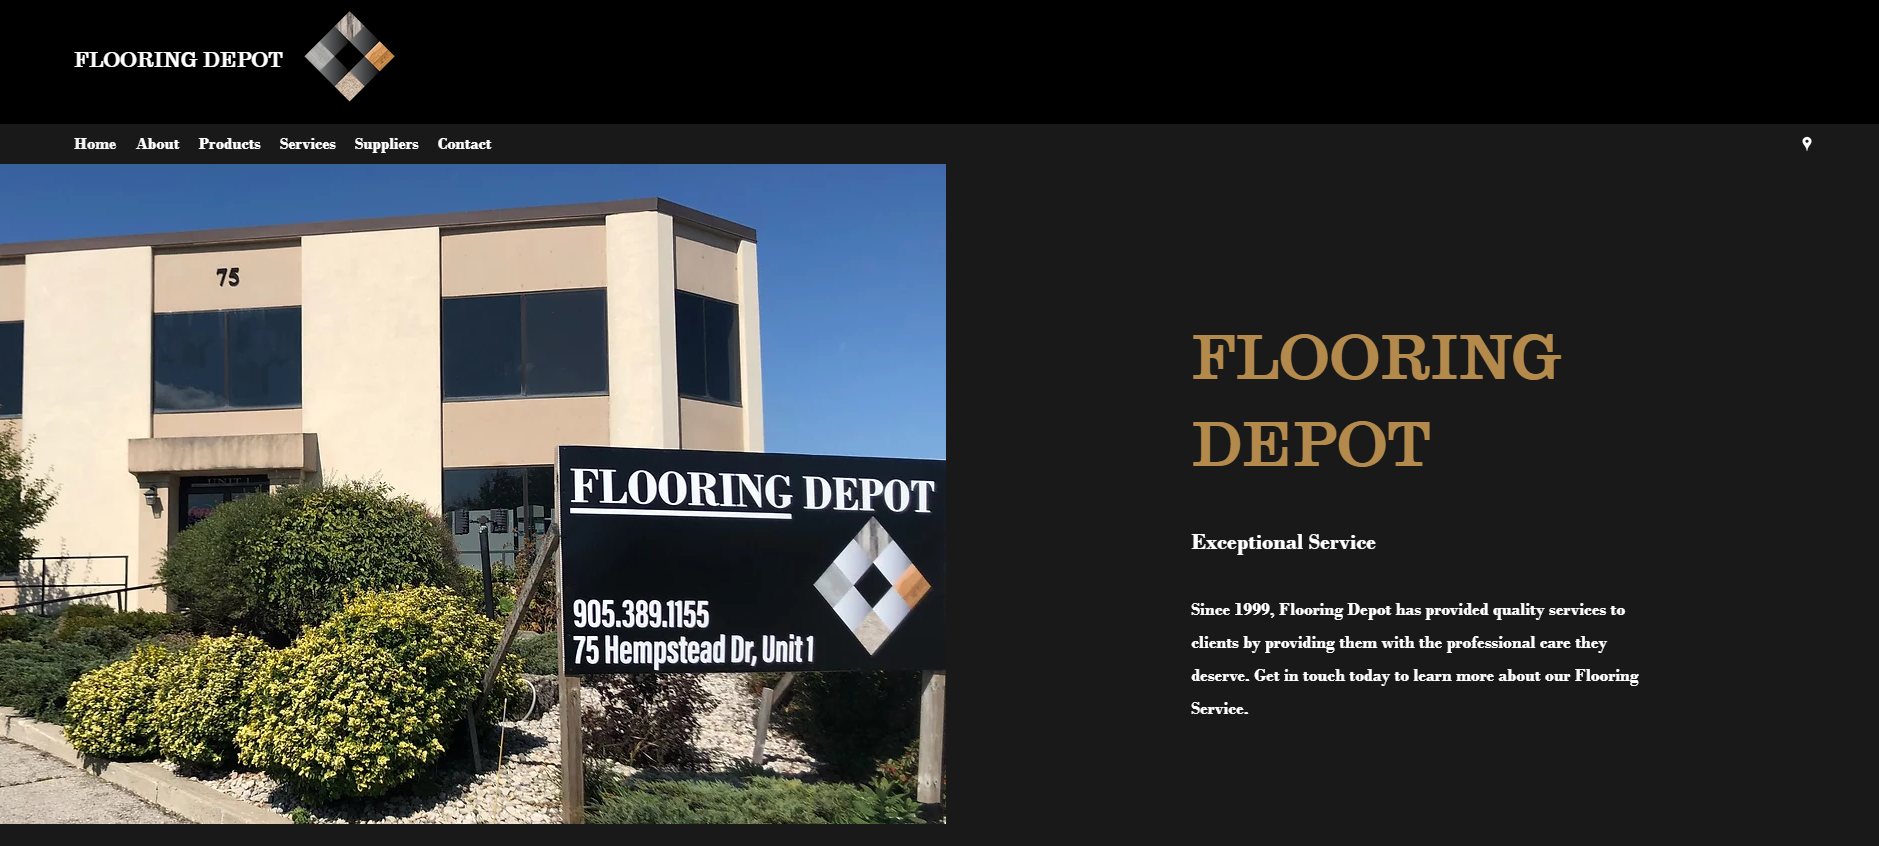 FLOORING DEPOT
Home About Products Services Suppliers Contact
75
UNIT 1
FLOORING DEPOT
905.389.1155
75 Hempstead Dr, Unit 1
FLOORING
DEPOT
Exceptional Service
Since 1999, Flooring Depot has provided quality services to
clients by providing them with the professional care they
deserve. Get in touch today to learn more about our Flooring
Service.